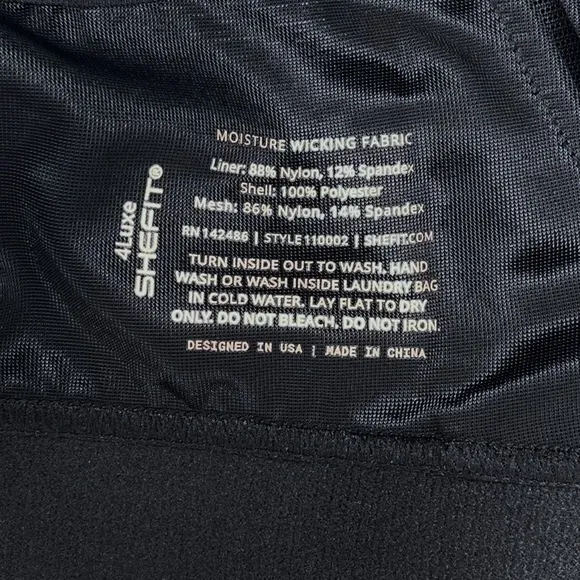 4Luxe
SHEFIT®
MOISTURE WICKING FABRIC
Liner: 88% Nylon, 12% Spandex
Shell: 100% Polyester
Mesh: 86% Nylon, 14% Spandex
RN 142486 | STYLE 110002 | SHEFIT.COM
TURN INSIDE OUT TO WASH. HAND
WASH OR WASH INSIDE LAUNDRY BAG
IN COLD WATER. LAY FLAT TO DRY
ONLY. DO NOT BLEACH. DO NOT IRON.
DESIGNED IN USA | MADE IN CHINA